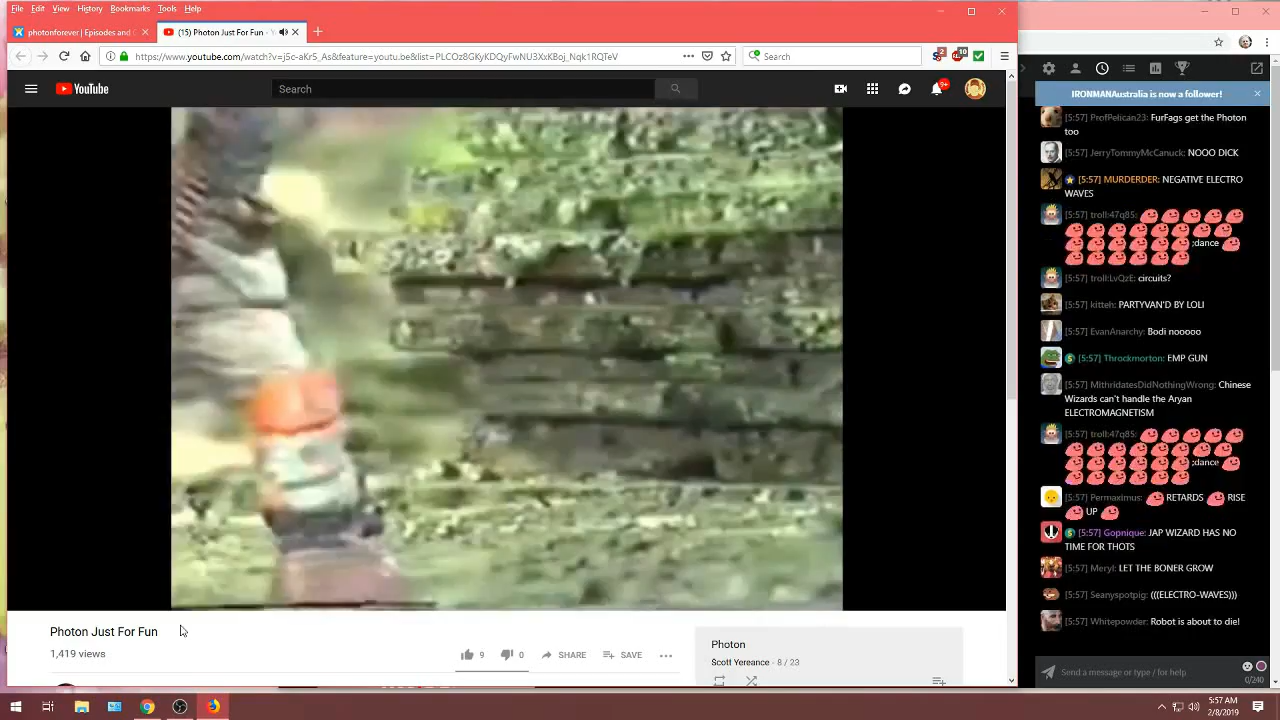 File Edit View History Bookmarks Tools Help
photonforever | Episodes and
(15) Photon Just For Fun -
https://www.youtube.com/watch?v=j5c-aKr5_As&feature=youtu.be&list=PLCOz8GKyKDQyFwNU3XxKBoj_Nqk1RQTeV
Search
YouTube
Search
9+
2
10
Photon Just For Fun
1,419 views
9
0
SHARE
SAVE
Photon
Scott Yereance - 8 / 23
IRONMANAustralia is now a follower!
[5:57] ProfPelican23: FurFags get the Photon
too
[5:57] JerryTommyMcCanuck: NOOO DICK
[5:57] MURDERDER: NEGATIVE ELECTRO
WAVES
[5:57] troll:47q85:
;dance
[5:57] troll:LvQzE: circuits?
[5:57] kitteh: PARTYVAN'D BY LOLI
[5:57] EvanAnarchy: Bodi nooooo
[5:57] Throckmorton: EMP GUN
[5:57] MithridatesDidNothingWrong: Chinese
Wizards can't handle the Aryan
ELECTROMAGNETISM
[5:57] troll:47q85:
;dance
[5:57] Permaximus: RETARDS RISE
UP
[5:57] Gopnique: JAP WIZARD HAS NO
TIME FOR THOTS
[5:57] Meryl: LET THE BONER GROW
[5:57] Seanyspotpig: (((ELECTRO-WAVES)))
[5:57] Whitepowder: Robot is about to die!
Send a message or type / for help
0/240
5:57 AM
2/8/2019